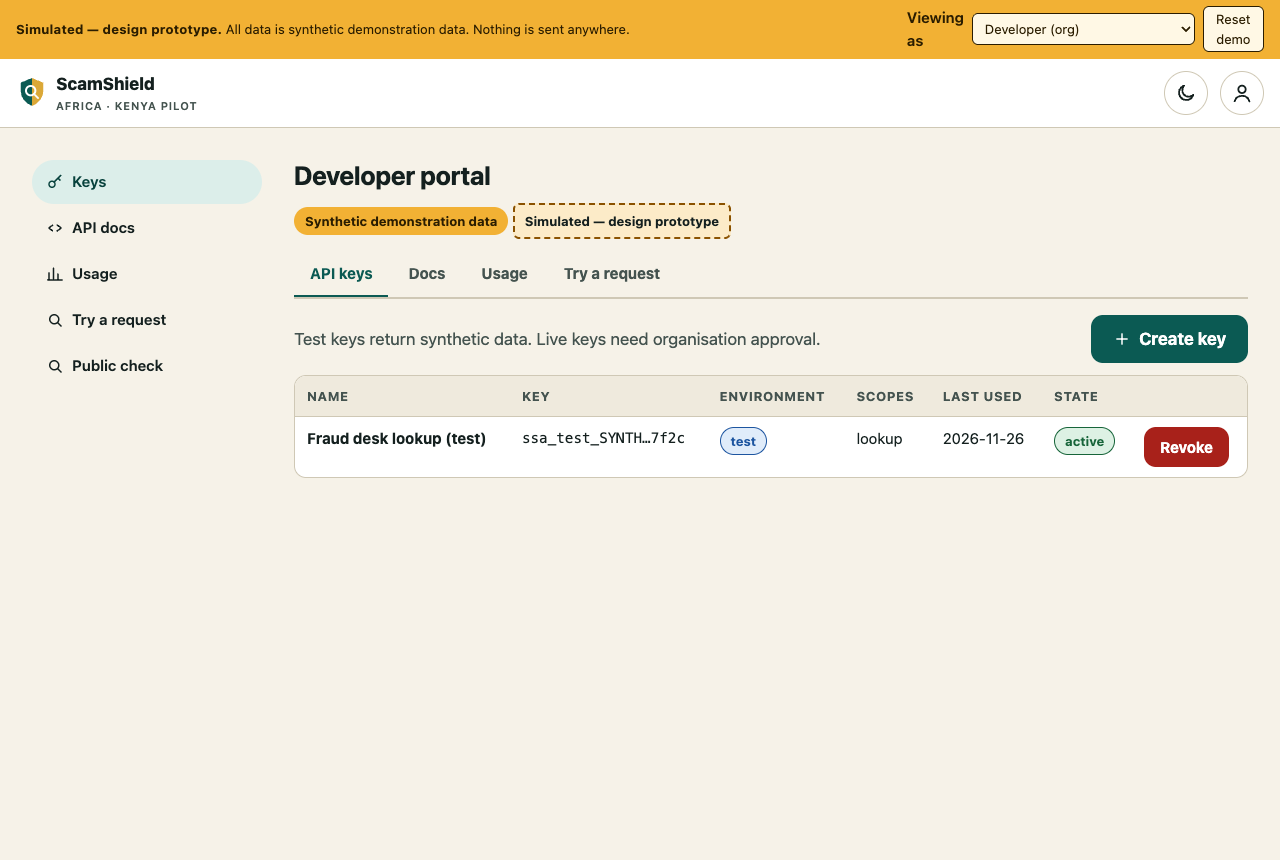 Simulated — design prototype. All data is synthetic demonstration data. Nothing is sent anywhere.
Viewing as
Developer (org)
Reset demo
ScamShield
AFRICA · KENYA PILOT
Keys
API docs
Usage
Try a request
Public check
Developer portal
Synthetic demonstration data
Simulated — design prototype
API keys Docs Usage Try a request
Test keys return synthetic data. Live keys need organisation approval.
Create key
NAME KEY ENVIRONMENT SCOPES LAST USED STATE
Fraud desk lookup (test) ssa_test_SYNTH…7f2c test lookup 2026-11-26 active Revoke